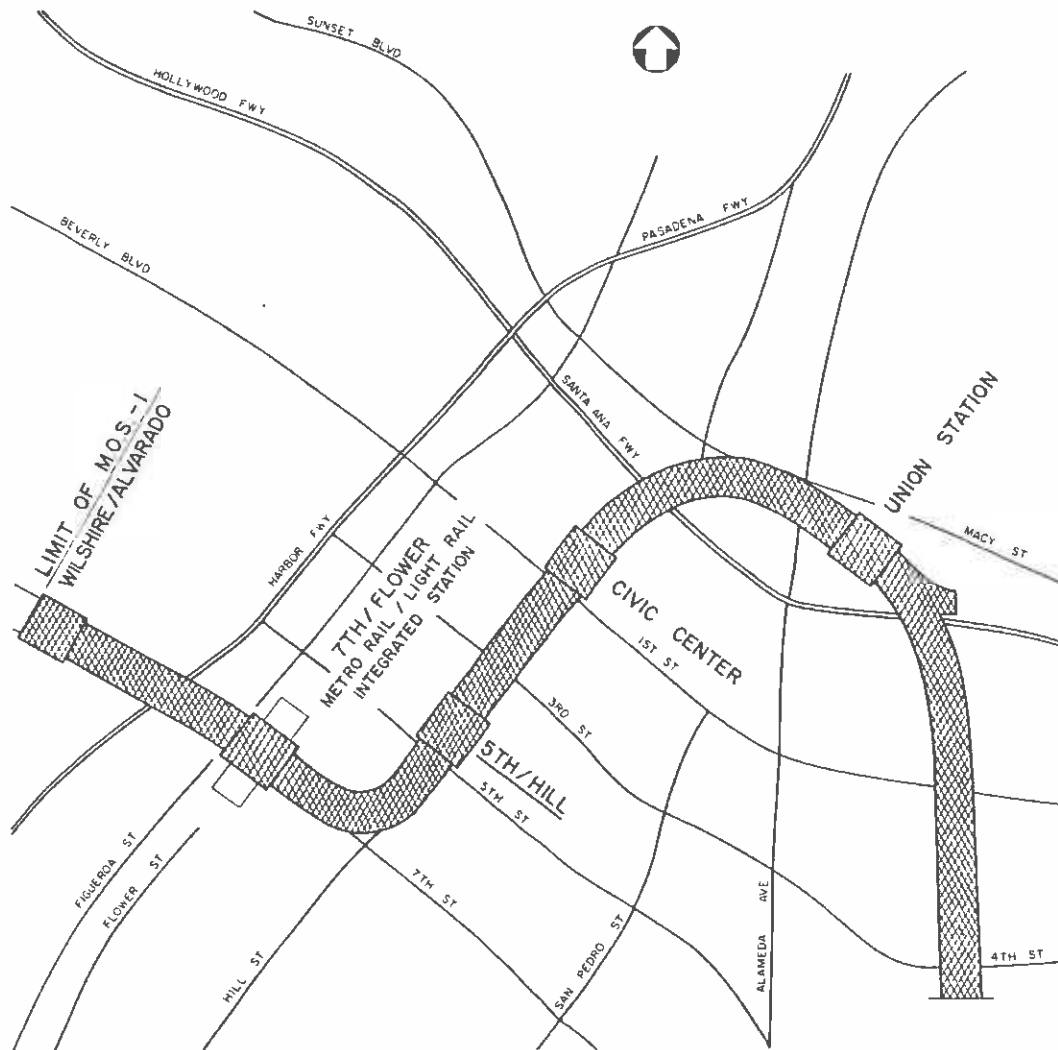 SUNSET BLVD
HOLLYWOOD FWY
BEVERLY BLVD
PASADENA FWY
LIMIT OF M.O.S.-1
WILSHIRE/ALVARADO
HARBOR FWY
7TH/FLOWER
METRO RAIL/LIGHT RAIL
INTEGRATED STATION
SANTA ANA FWY
UNION STATION
MACY ST
CIVIC CENTER
1ST ST
3RD ST
5TH/HILL
5TH ST
7TH ST
FIGUEROA ST
FLOWER ST
HILL ST
SAN PEDRO ST
ALAMEDA AVE
4TH ST